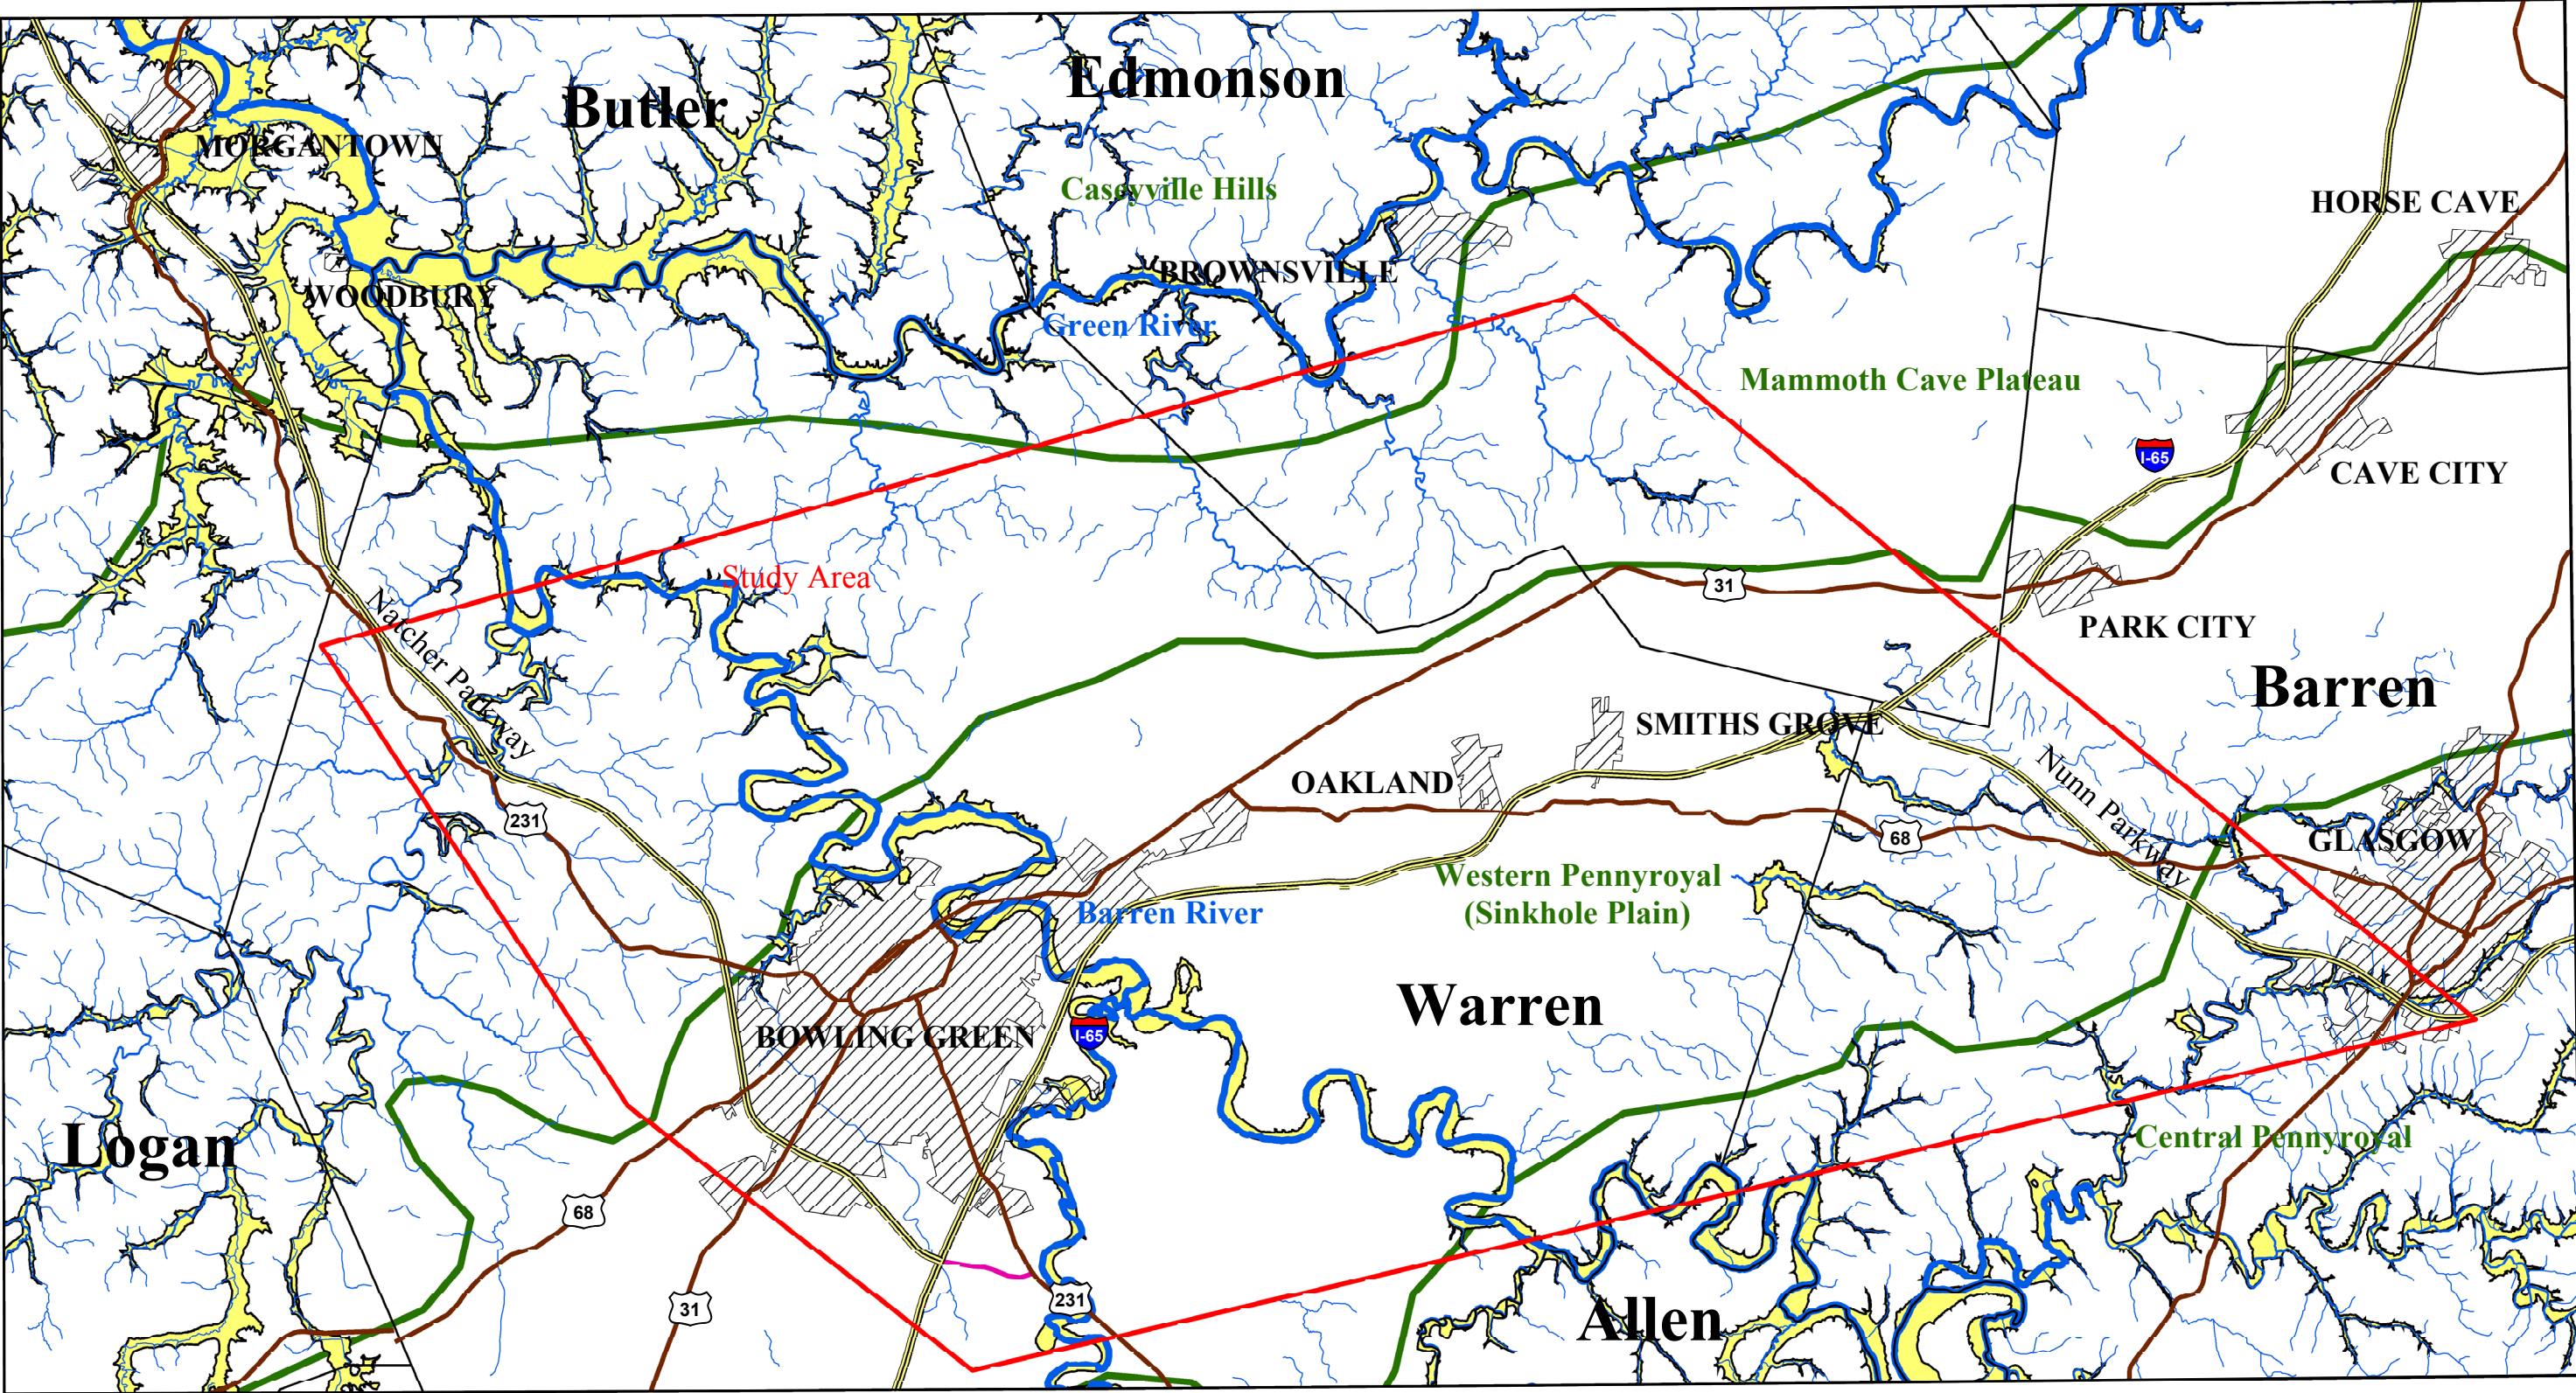 Edmonson
Butler
MORGANTOWN
Caseyville Hills
HORSE CAVE
BROWNSVILLE
WOODBURY
Green River
Mammoth Cave Plateau
I-65
CAVE CITY
Study Area
31
Natcher Parkway
PARK CITY
Barren
SMITHS GROVE
OAKLAND
Nunn Parkway
231
68
GLASGOW
Western Pennyroyal
(Sinkhole Plain)
Barren River
Warren
BOWLING GREEN
I-65
Logan
Central Pennyroyal
68
31
231
Allen